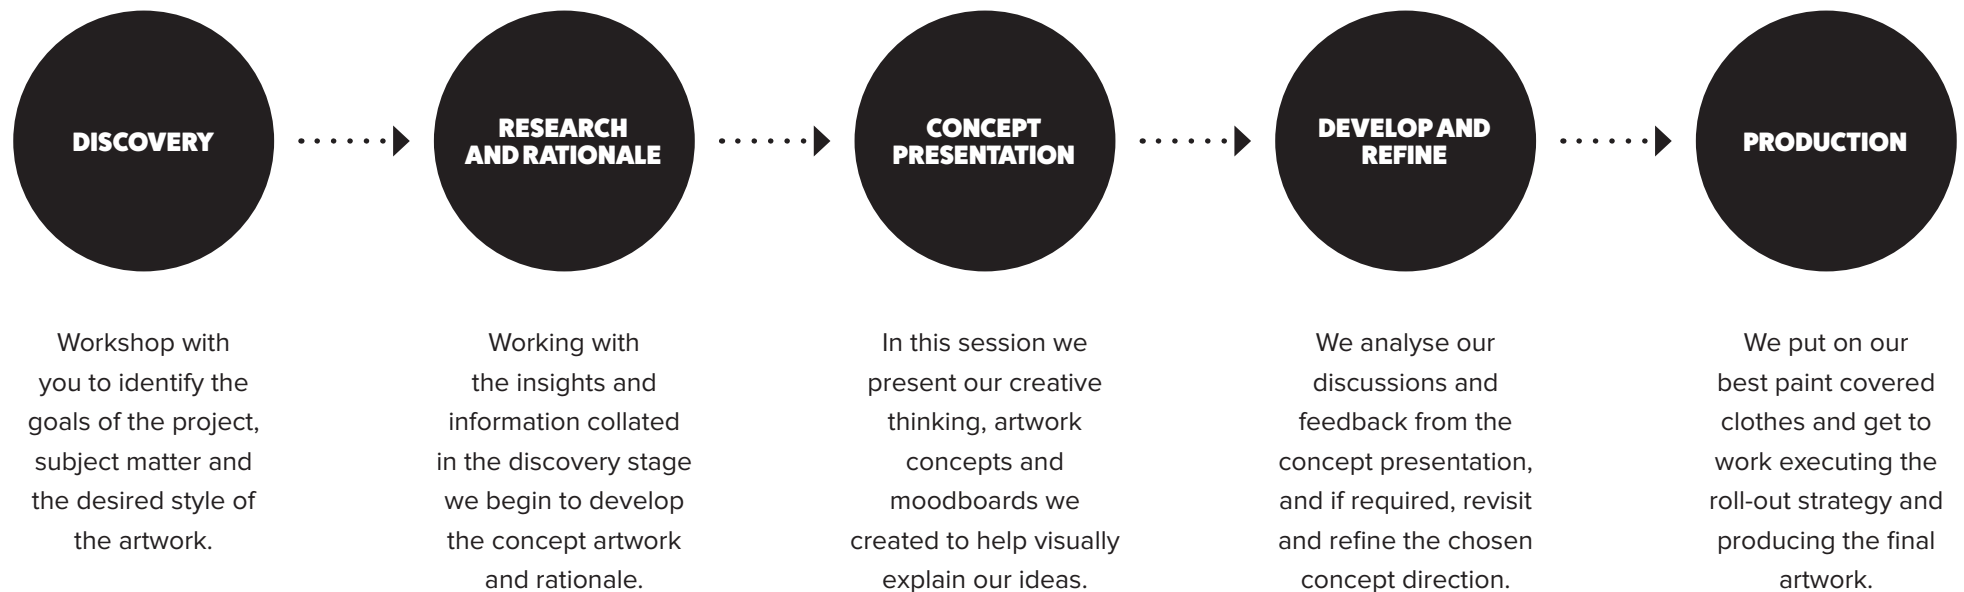 DISCOVERY
Workshop with
you to identify the
goals of the project,
subject matter and
the desired style of
the artwork.
RESEARCH
AND RATIONALE
Working with
the insights and
information collated
in the discovery stage
we begin to develop
the concept artwork
and rationale.
CONCEPT
PRESENTATION
In this session we
present our creative
thinking, artwork
concepts and
moodboards we
created to help visually
explain our ideas.
DEVELOP AND
REFINE
We analyse our
discussions and
feedback from the
concept presentation,
and if required, revisit
and refine the chosen
concept direction.
PRODUCTION
We put on our
best paint covered
clothes and get to
work executing the
roll-out strategy and
producing the final
artwork.